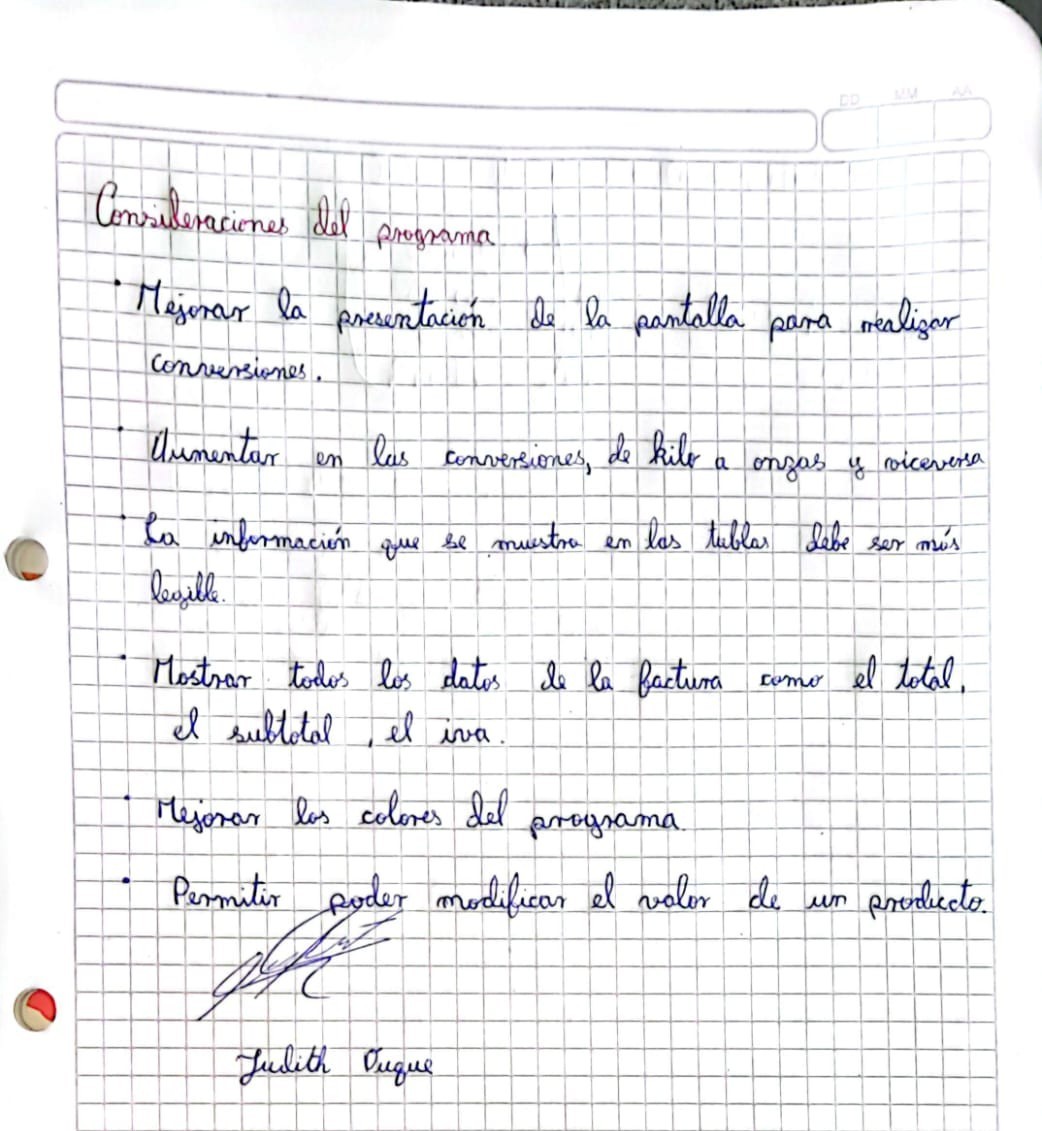 DD MM AA
Consideraciones del programa
· Mejorar la presentación de la pantalla para realizar
conversiones.
· Aumentar en las conversiones, de kilo a onzas y viceversa
· La información que se muestra en las tablas debe ser más
legible.
· Mostrar todos los datos de la factura como el total,
el subtotal, el iva.
· Mejorar los colores del programa.
· Permitir poder modificar el valor de un producto.
Judith Duque